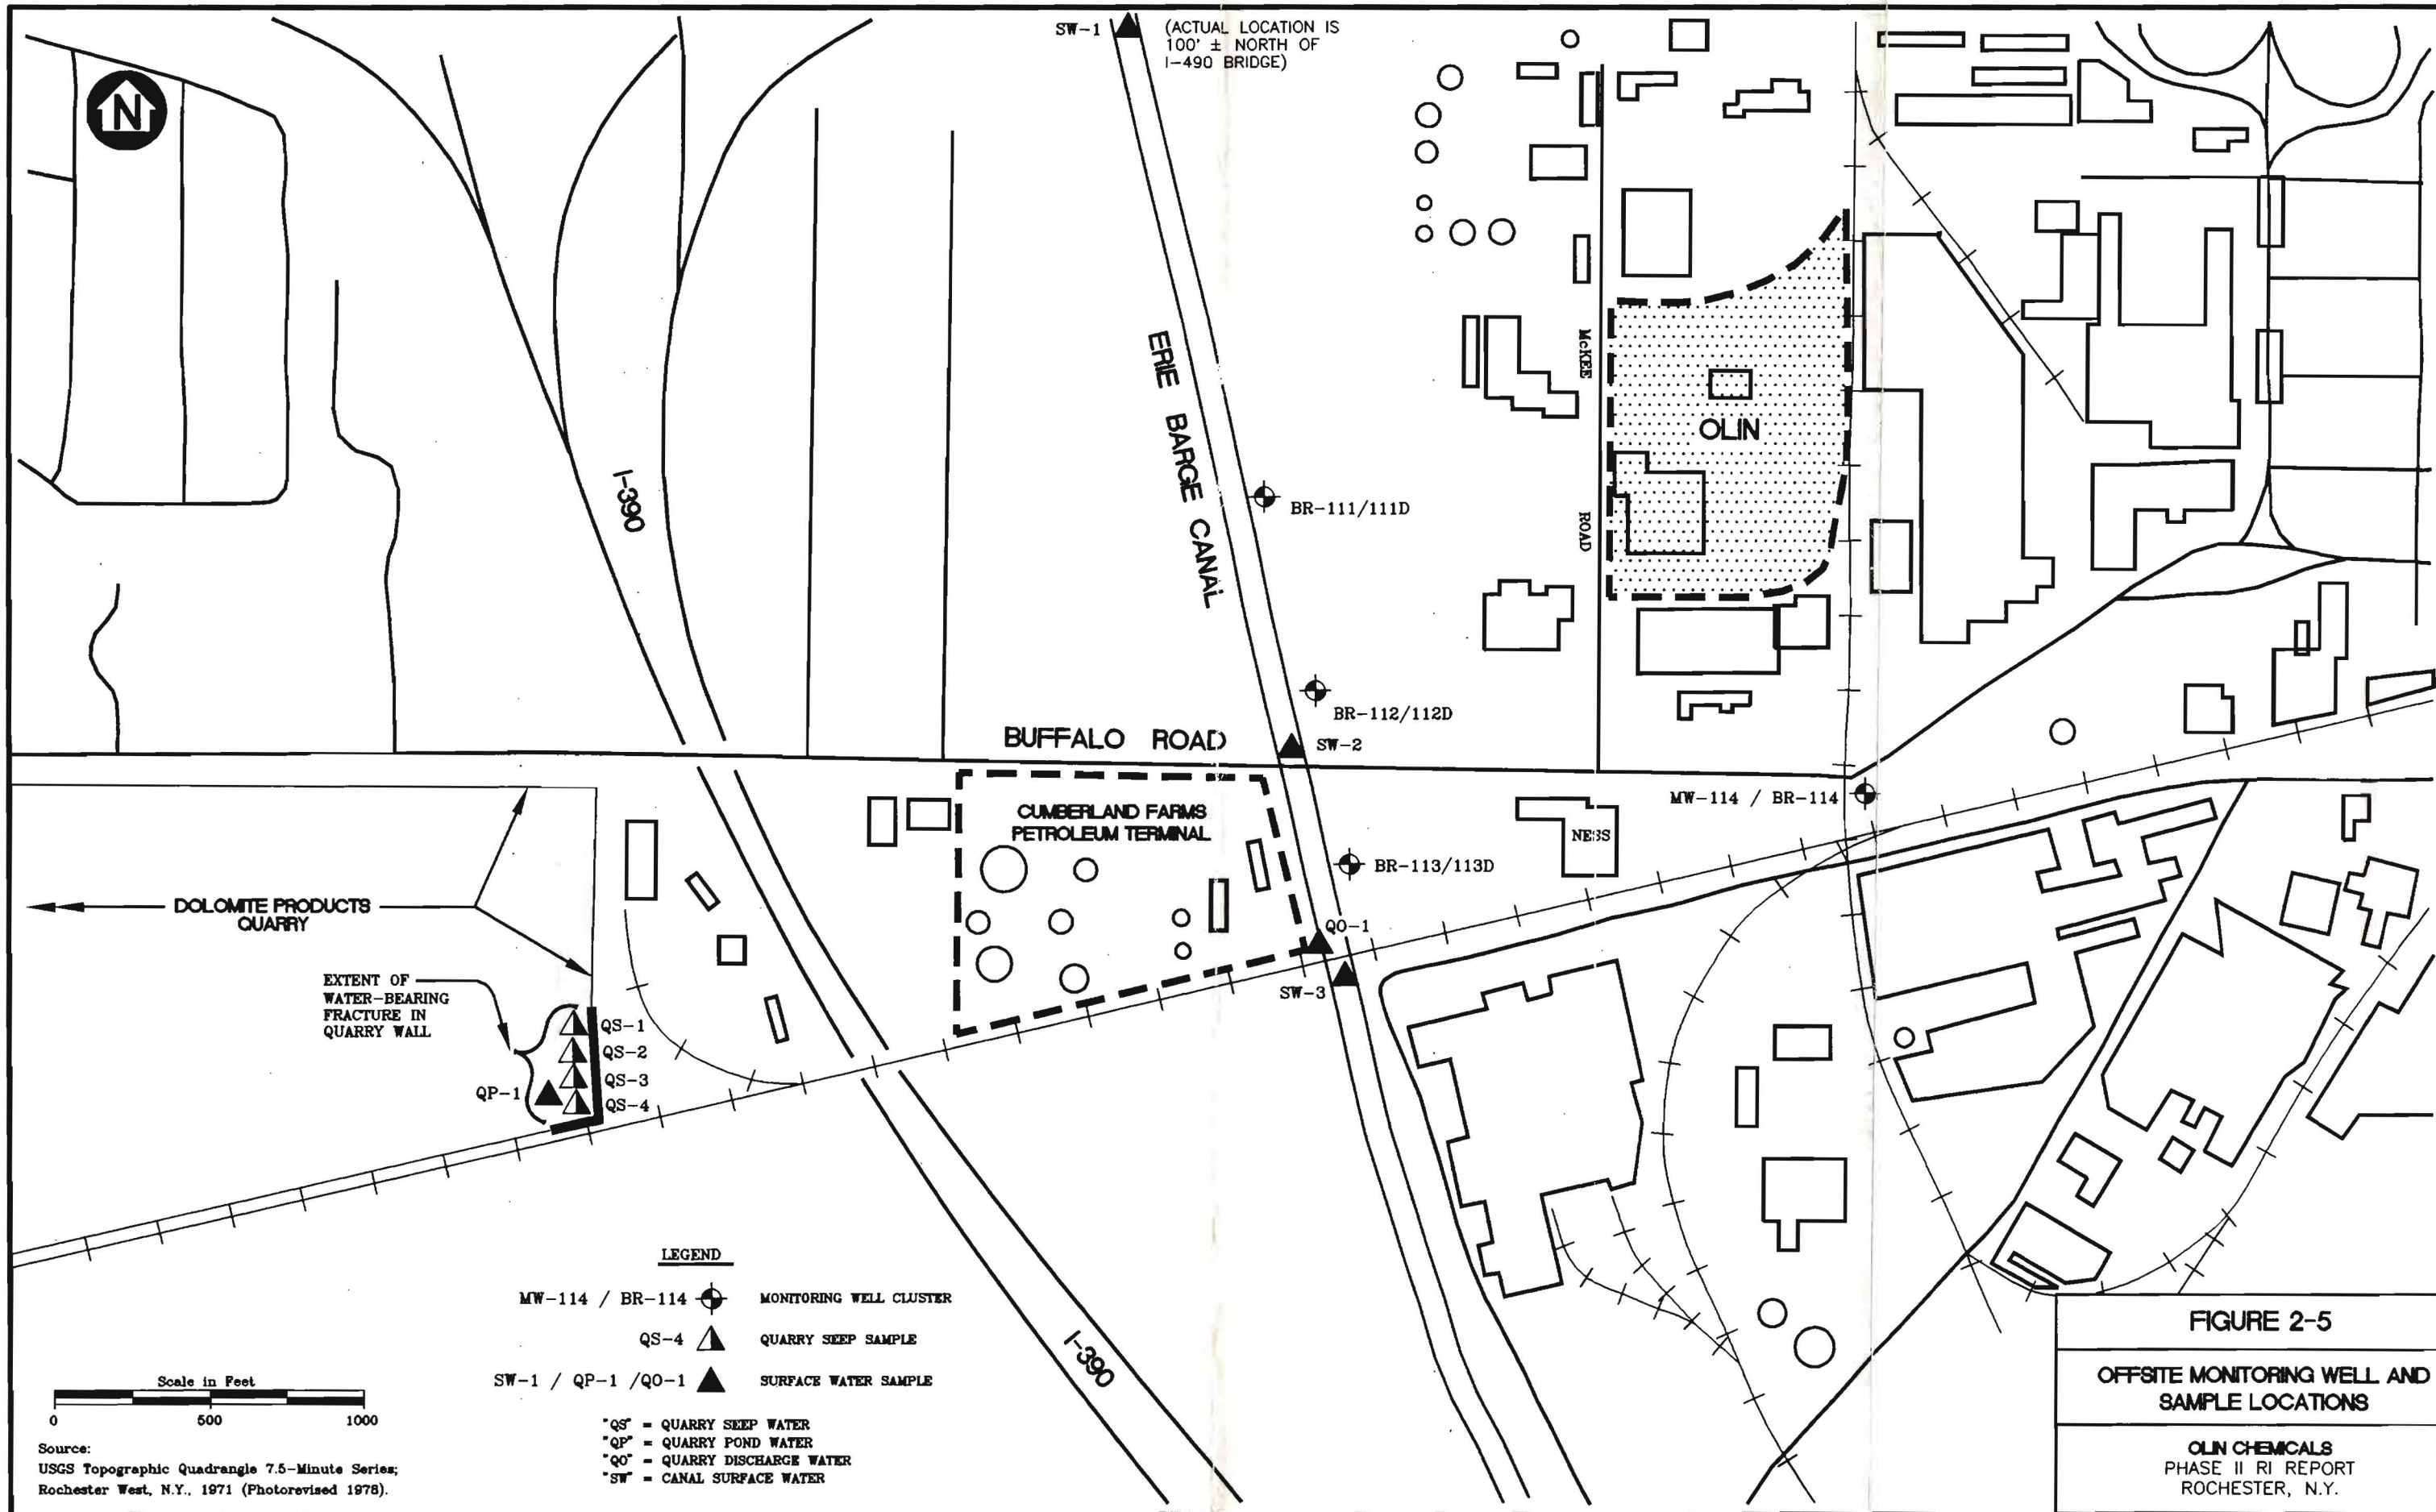 SW-1
(ACTUAL LOCATION IS
100' ± NORTH OF
I-490 BRIDGE)
N
ERIE BARGE CANAL
I-390
McKEE
ROAD
OLIN
BR-111/111D
BR-112/112D
BUFFALO ROAD
SW-2
CUMBERLAND FARMS
PETROLEUM TERMINAL
MW-114 / BR-114
NESS
BR-113/113D
DOLOMITE PRODUCTS
QUARRY
QO-1
SW-3
EXTENT OF
WATER-BEARING
FRACTURE IN
QUARRY WALL
QS-1
QS-2
QS-3
QP-1
QS-4
I-390
LEGEND
MW-114 / BR-114 MONITORING WELL CLUSTER
QS-4 QUARRY SEEP SAMPLE
SW-1 / QP-1 /QO-1 SURFACE WATER SAMPLE
"QS" = QUARRY SEEP WATER
"QP" = QUARRY POND WATER
"QO" = QUARRY DISCHARGE WATER
"SW" = CANAL SURFACE WATER
Scale in Feet
0 500 1000
Source:
USGS Topographic Quadrangle 7.5-Minute Series;
Rochester West, N.Y., 1971 (Photorevised 1978).
FIGURE 2-5
OFFSITE MONITORING WELL AND
SAMPLE LOCATIONS
OLIN CHEMICALS
PHASE II RI REPORT
ROCHESTER, N.Y.